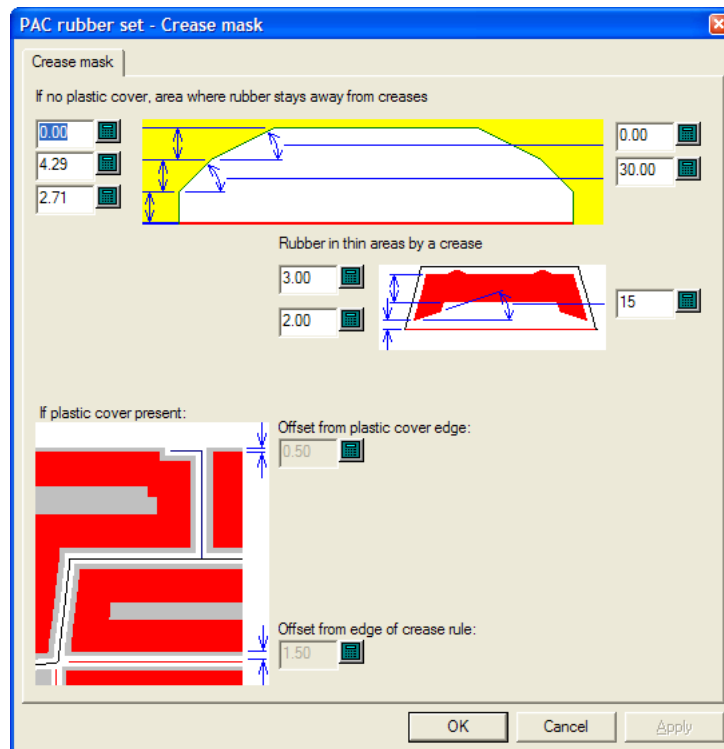 PAC rubber set - Crease mask
Crease mask
If no plastic cover, area where rubber stays away from creases
0.00
0.00
4.29
30.00
2.71
Rubber in thin areas by a crease
3.00
15
2.00
If plastic cover present:
Offset from plastic cover edge:
0.50
Offset from edge of crease rule:
1.50
OK
Cancel
Apply